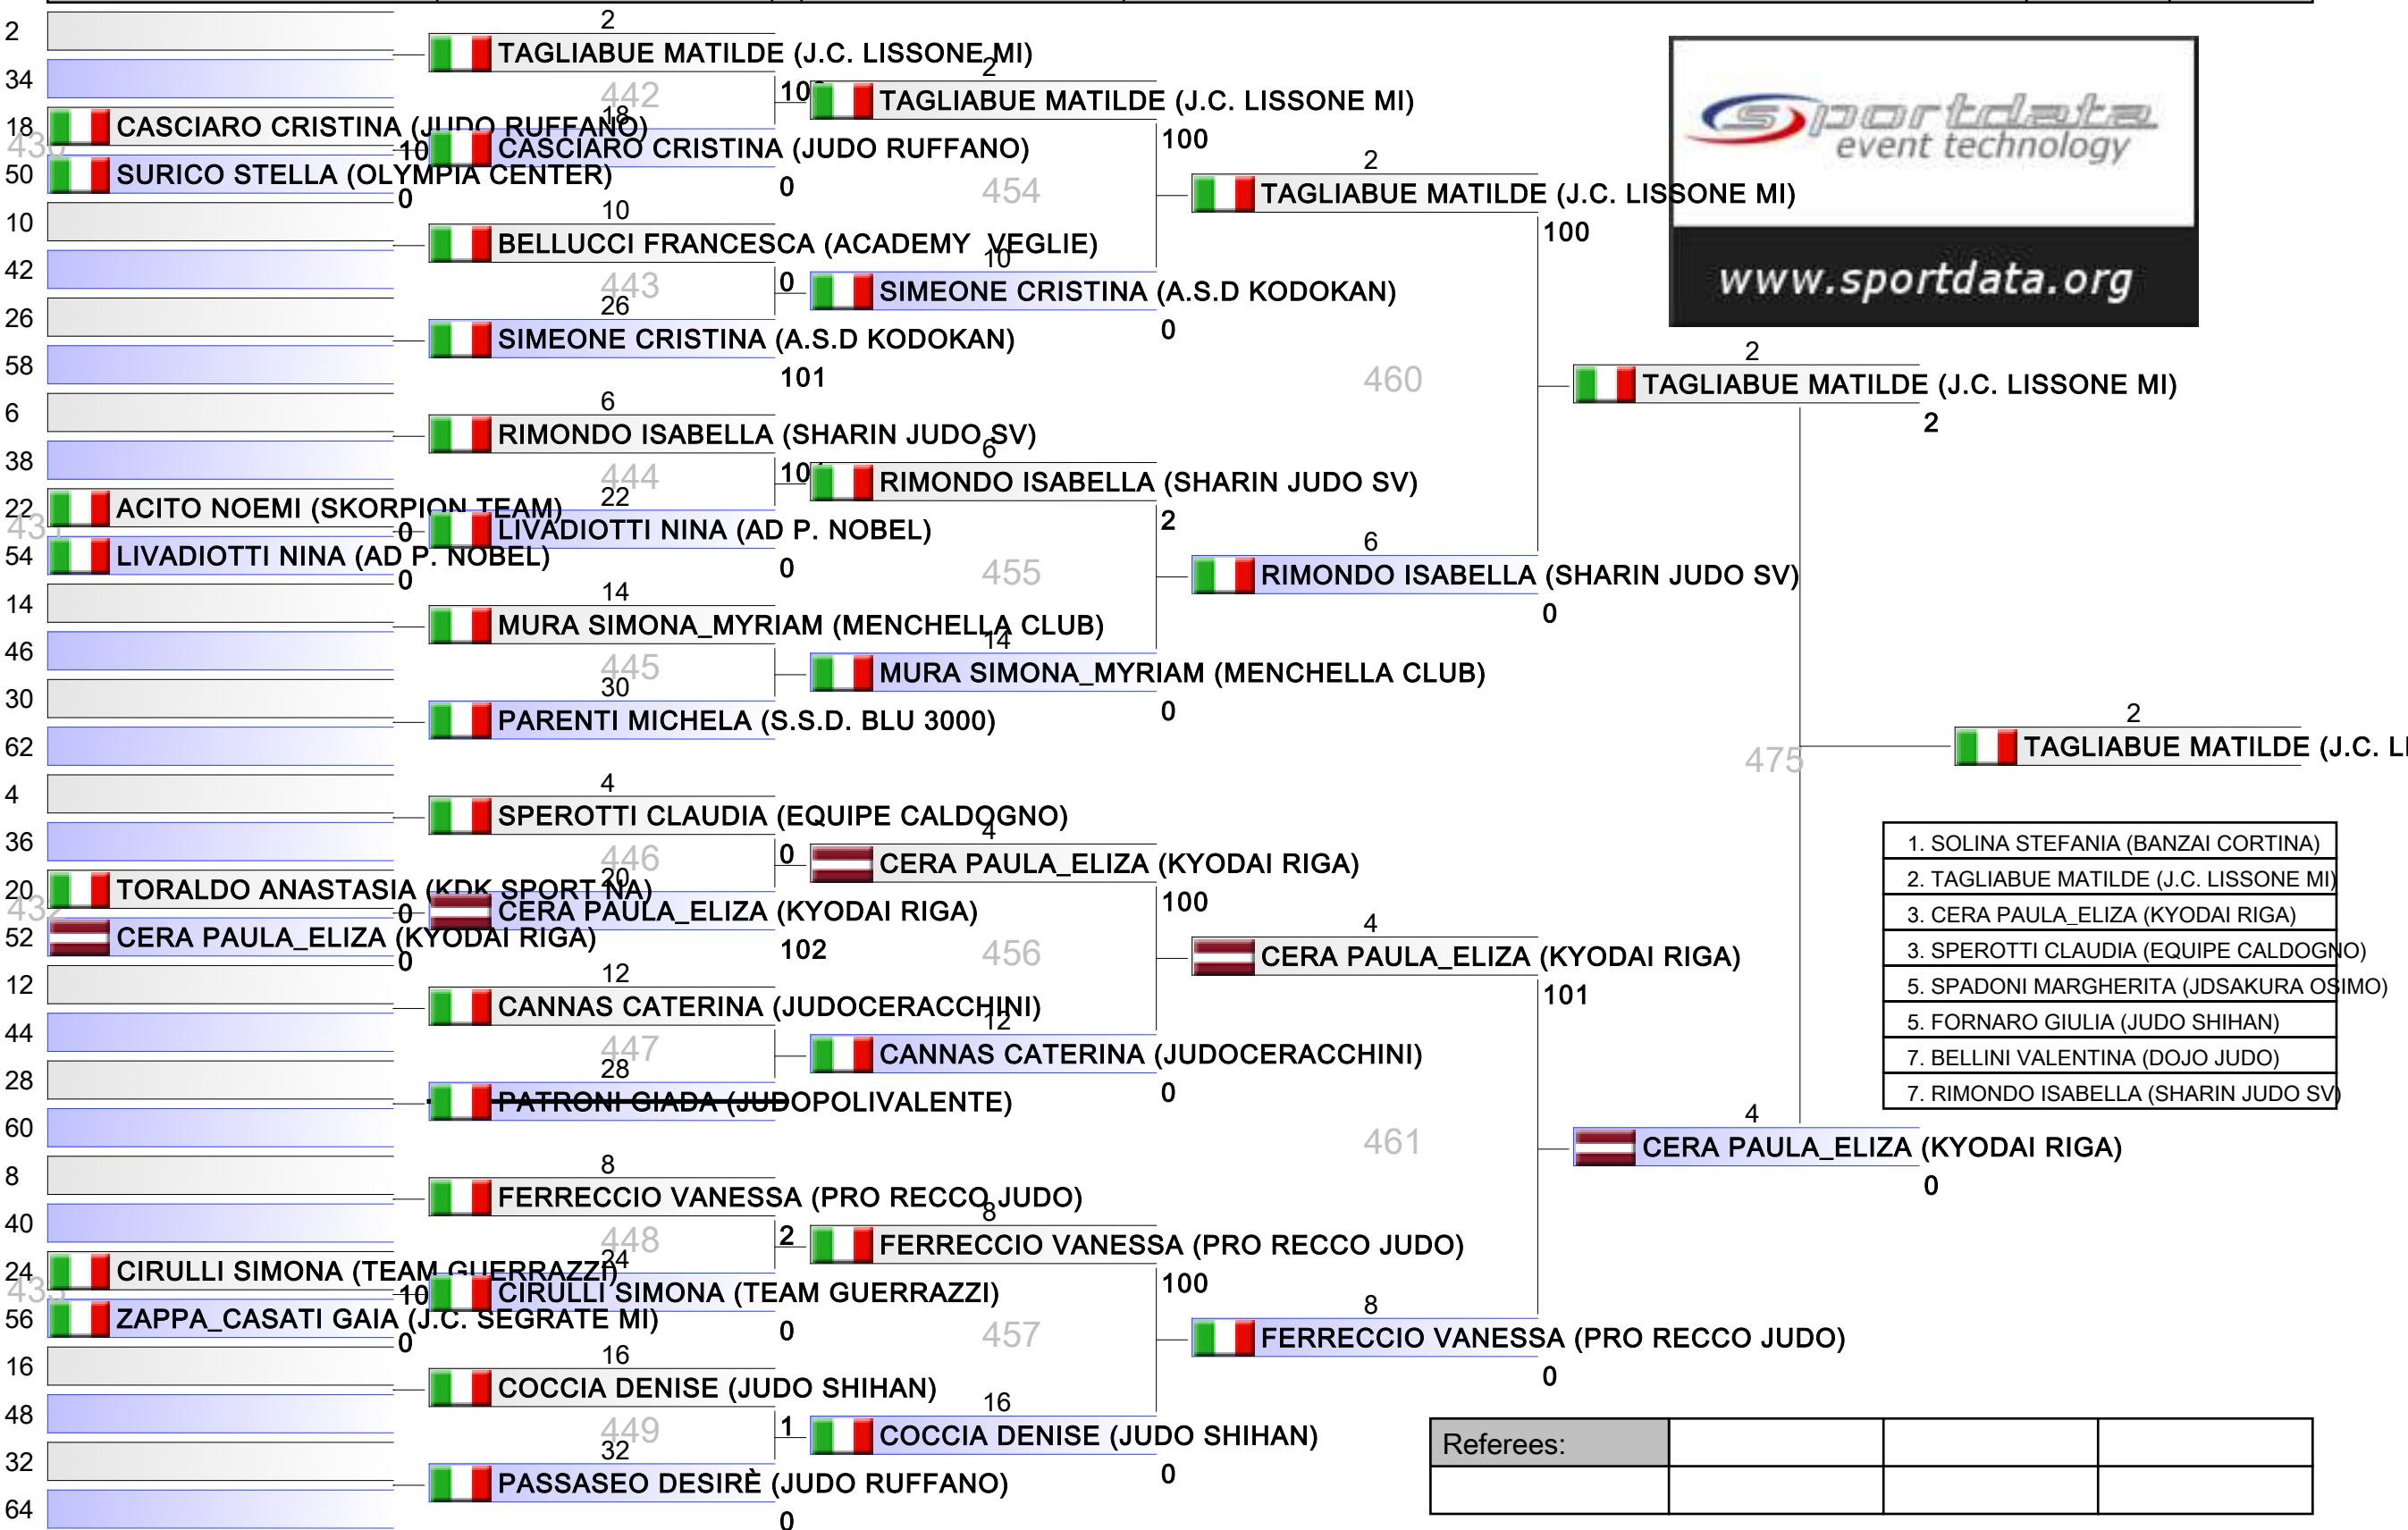 2
34
18 CASCIARO CRISTINA (JUDO RUFFANO)
50 SURICO STELLA (OLYMPIA CENTER)
0
10
42
26
58
6
38
22 ACITO NOEMI (SKORPION TEAM)
0
54 LIVADIOTTI NINA (AD P. NOBEL)
0
14
46
30
62
4
36
20 TORALDO ANASTASIA (KDK SPORT NA)
432
0
52 CERA PAULA_ELIZA (KYODAI RIGA)
0
12
44
28
60
8
40
24 CIRULLI SIMONA (TEAM GUERRAZZI)
56 ZAPPA_CASATI GAIA (J.C. SEGRATE MI)
0
16
48
32
64
2
TAGLIABUE MATILDE (J.C. LISSONE MI)
442
18
CASCIARO CRISTINA (JUDO RUFFANO)
0
10
BELLUCCI FRANCESCA (ACADEMY VEGLIE)
0
443
26
SIMEONE CRISTINA (A.S.D KODOKAN)
101
6
RIMONDO ISABELLA (SHARIN JUDO SV)
444
22
LIVADIOTTI NINA (AD P. NOBEL)
0
14
MURA SIMONA_MYRIAM (MENCHELLA CLUB)
445
30
PARENTI MICHELA (S.S.D. BLU 3000)
4
SPEROTTI CLAUDIA (EQUIPE CALDOGNO)
0
446
20
CERA PAULA_ELIZA (KYODAI RIGA)
102
12
CANNAS CATERINA (JUDOCERACCHINI)
447
28
PATRONI GIADA (JUDOPOLIVALENTE)
8
FERRECCIO VANESSA (PRO RECCO JUDO)
2
448
24
CIRULLI SIMONA (TEAM GUERRAZZI)
0
16
COCCIA DENISE (JUDO SHIHAN)
1
449
32
PASSASEO DESIRÈ (JUDO RUFFANO)
0
2
TAGLIABUE MATILDE (J.C. LISSONE MI)
100
454
10
SIMEONE CRISTINA (A.S.D KODOKAN)
0
6
RIMONDO ISABELLA (SHARIN JUDO SV)
2
455
14
MURA SIMONA_MYRIAM (MENCHELLA CLUB)
0
4
CERA PAULA_ELIZA (KYODAI RIGA)
100
456
12
CANNAS CATERINA (JUDOCERACCHINI)
0
8
FERRECCIO VANESSA (PRO RECCO JUDO)
100
457
16
COCCIA DENISE (JUDO SHIHAN)
0
2
TAGLIABUE MATILDE (J.C. LISSONE MI)
100
460
6
RIMONDO ISABELLA (SHARIN JUDO SV)
0
4
CERA PAULA_ELIZA (KYODAI RIGA)
101
461
8
FERRECCIO VANESSA (PRO RECCO JUDO)
0
sportdata
event technology
www.sportdata.org
2
TAGLIABUE MATILDE (J.C. LISSONE MI)
2
475
4
CERA PAULA_ELIZA (KYODAI RIGA)
0
2
TAGLIABUE MATILDE (J.C.
1. SOLINA STEFANIA (BANZAI CORTINA)
2. TAGLIABUE MATILDE (J.C. LISSONE MI)
3. CERA PAULA_ELIZA (KYODAI RIGA)
3. SPEROTTI CLAUDIA (EQUIPE CALDOGNO)
5. SPADONI MARGHERITA (JDSAKURA OSIMO)
5. FORNARO GIULIA (JUDO SHIHAN)
7. BELLINI VALENTINA (DOJO JUDO)
7. RIMONDO ISABELLA (SHARIN JUDO SV)
Referees: